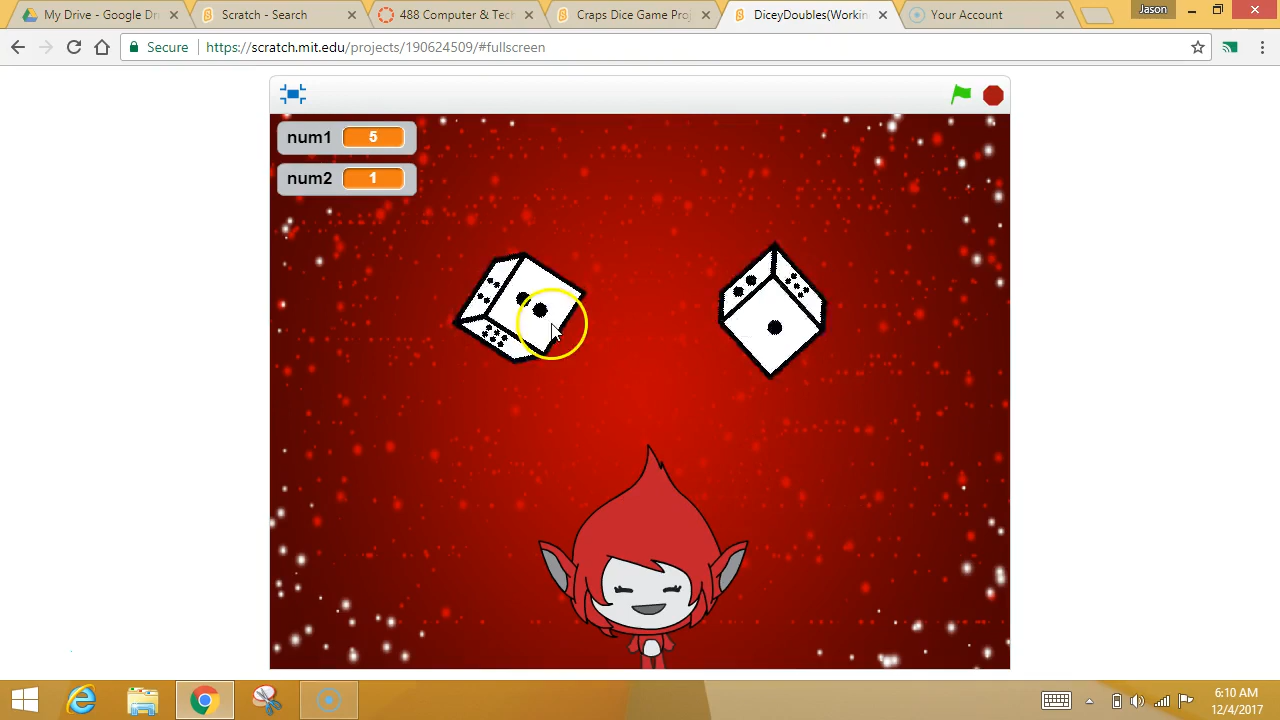 My Drive - Google Dr
Scratch - Search
488 Computer & Tech
Craps Dice Game Proj
DiceyDoubles(Workin
Your Account
Jason
Secure
https://scratch.mit.edu/projects/190624509/#fullscreen
num1 5
num2 1
6:10 AM
12/4/2017